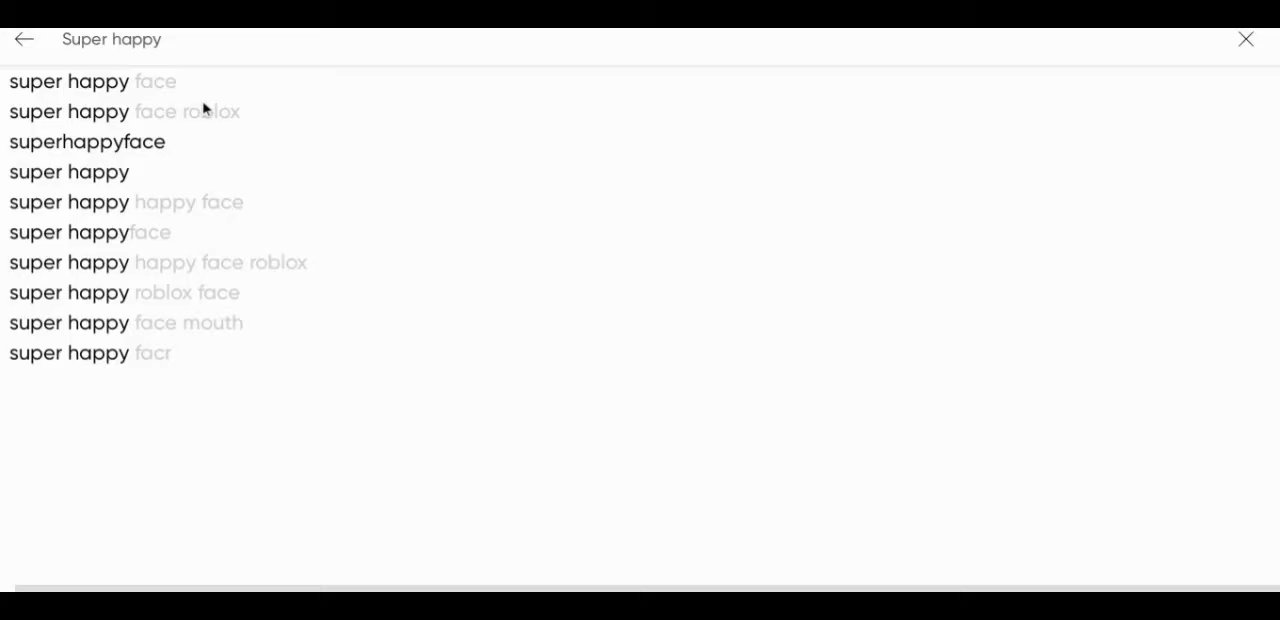 Super happy
super happy face
super happy face roblox
superhappyface
super happy
super happy happy face
super happyface
super happy happy face roblox
super happy roblox face
super happy face mouth
super happy facr